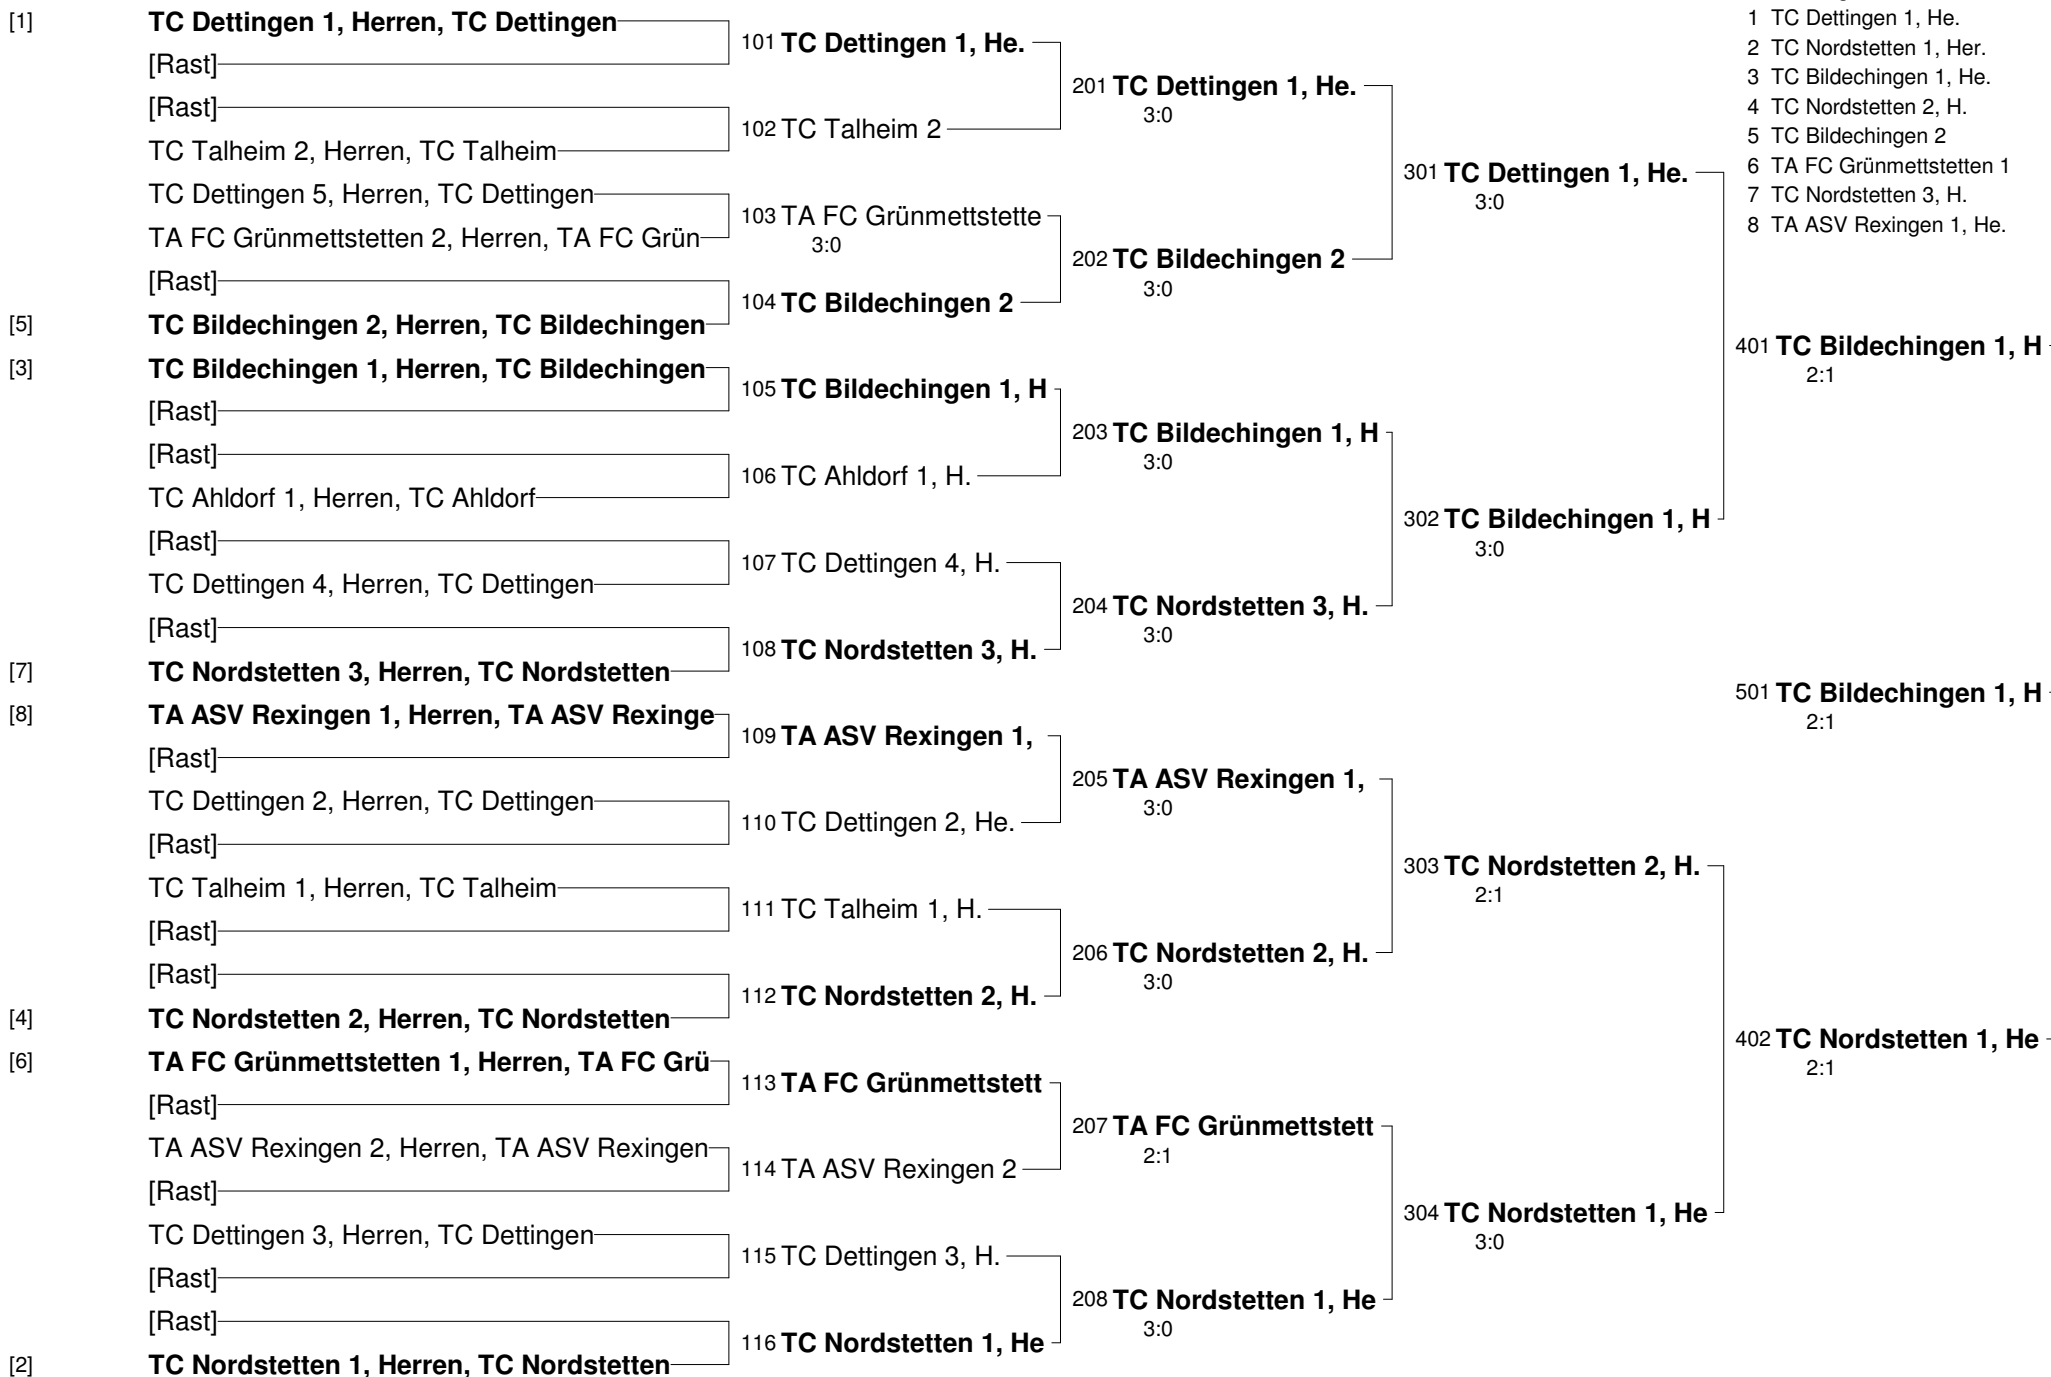 [1] TC Dettingen 1, Herren, TC Dettingen
[Rast]
[Rast]
TC Talheim 2, Herren, TC Talheim
TC Dettingen 5, Herren, TC Dettingen
TA FC Grünmettstetten 2, Herren, TA FC Grün
[Rast]
[5] TC Bildechingen 2, Herren, TC Bildechingen
[3] TC Bildechingen 1, Herren, TC Bildechingen
[Rast]
[Rast]
TC Ahldorf 1, Herren, TC Ahldorf
[Rast]
TC Dettingen 4, Herren, TC Dettingen
[Rast]
[7] TC Nordstetten 3, Herren, TC Nordstetten
[8] TA ASV Rexingen 1, Herren, TA ASV Rexinge
[Rast]
TC Dettingen 2, Herren, TC Dettingen
[Rast]
TC Talheim 1, Herren, TC Talheim
[Rast]
[Rast]
[4] TC Nordstetten 2, Herren, TC Nordstetten
[6] TA FC Grünmettstetten 1, Herren, TA FC Grü
[Rast]
TA ASV Rexingen 2, Herren, TA ASV Rexingen
[Rast]
TC Dettingen 3, Herren, TC Dettingen
[Rast]
[Rast]
[2] TC Nordstetten 1, Herren, TC Nordstetten
101 TC Dettingen 1, He.
102 TC Talheim 2
103 TA FC Grünmettstette
3:0
104 TC Bildechingen 2
105 TC Bildechingen 1, H
106 TC Ahldorf 1, H.
107 TC Dettingen 4, H.
108 TC Nordstetten 3, H.
109 TA ASV Rexingen 1,
110 TC Dettingen 2, He.
111 TC Talheim 1, H.
112 TC Nordstetten 2, H.
113 TA FC Grünmettstett
114 TA ASV Rexingen 2
115 TC Dettingen 3, H.
116 TC Nordstetten 1, He
201 TC Dettingen 1, He.
3:0
202 TC Bildechingen 2
3:0
203 TC Bildechingen 1, H
3:0
204 TC Nordstetten 3, H.
3:0
205 TA ASV Rexingen 1,
3:0
206 TC Nordstetten 2, H.
3:0
207 TA FC Grünmettstett
2:1
208 TC Nordstetten 1, He
3:0
301 TC Dettingen 1, He.
3:0
302 TC Bildechingen 1, H
3:0
303 TC Nordstetten 2, H.
2:1
304 TC Nordstetten 1, He
3:0
1 TC Dettingen 1, He.
2 TC Nordstetten 1, Her.
3 TC Bildechingen 1, He.
4 TC Nordstetten 2, H.
5 TC Bildechingen 2
6 TA FC Grünmettstetten 1
7 TC Nordstetten 3, H.
8 TA ASV Rexingen 1, He.
401 TC Bildechingen 1, H
2:1
501 TC Bildechingen 1, H
2:1
402 TC Nordstetten 1, He
2:1